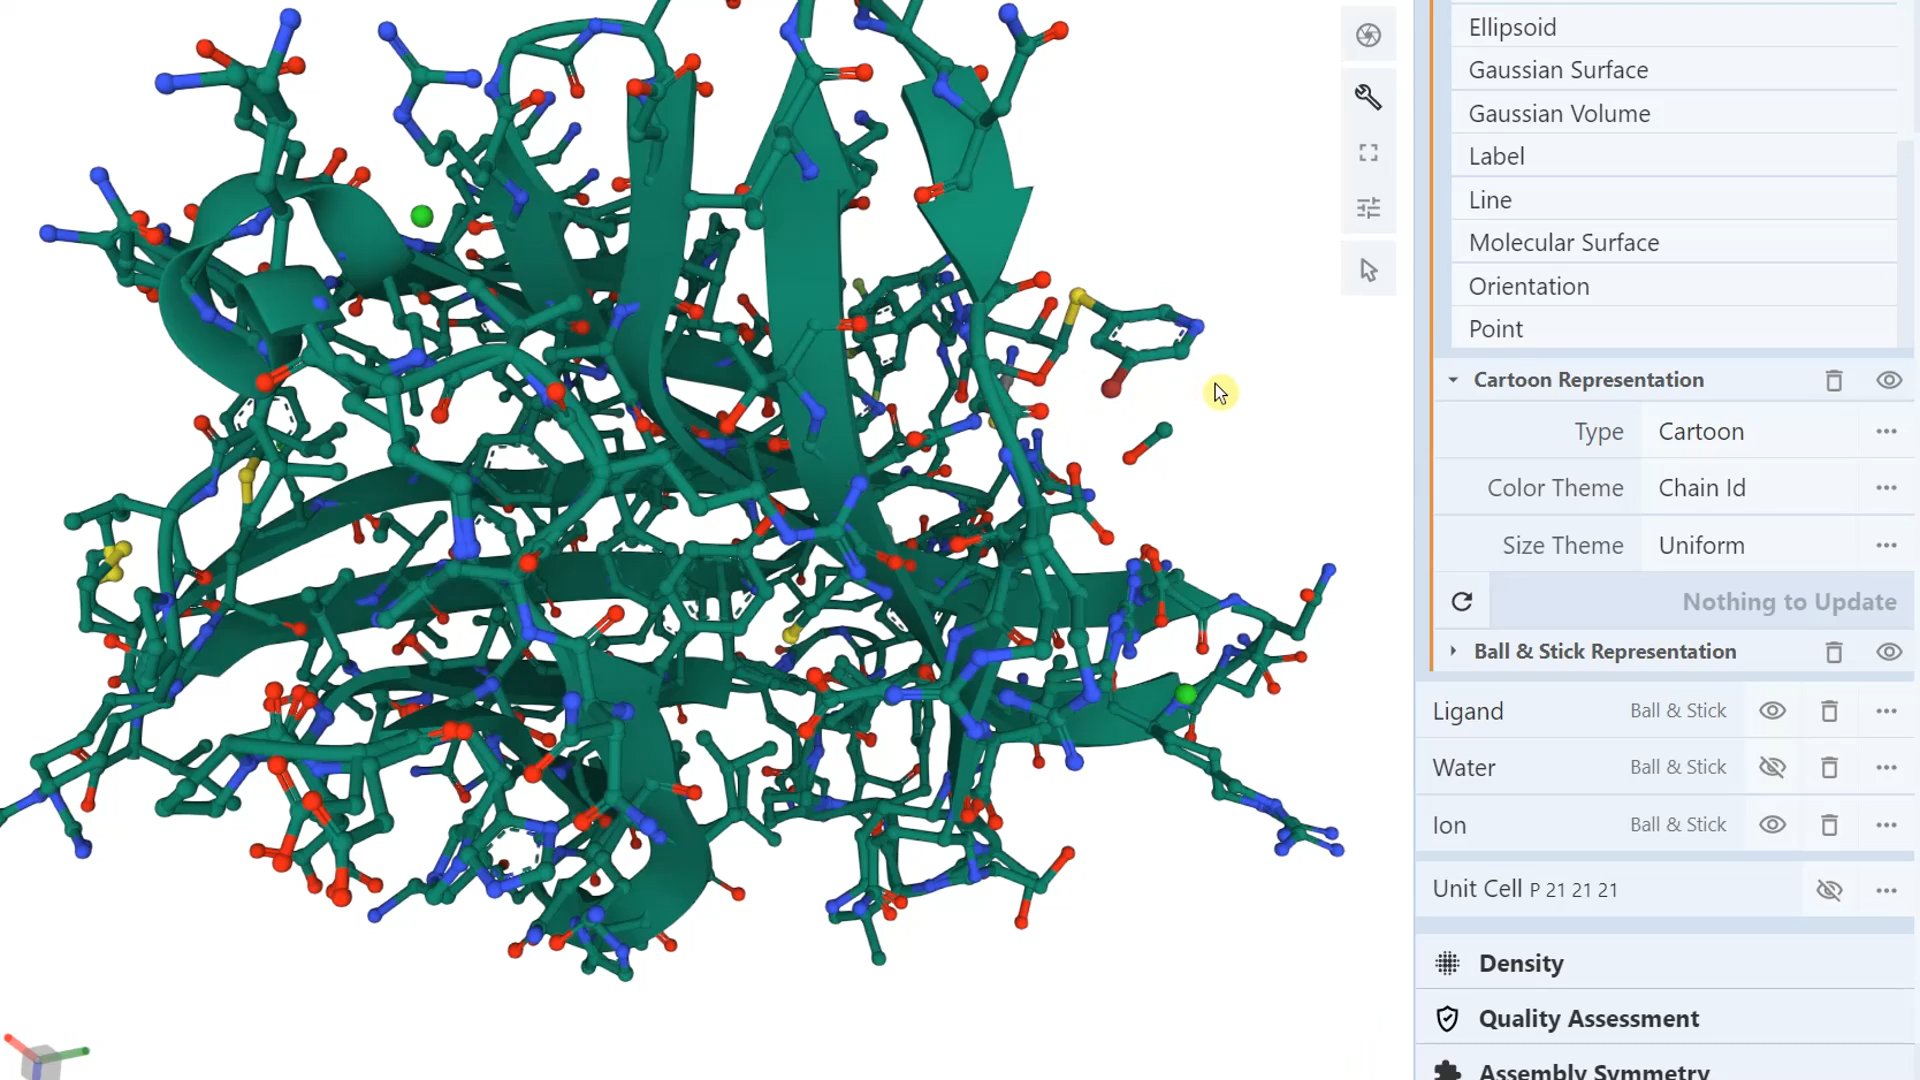 Ellipsoid
Gaussian Surface
Gaussian Volume
Label
Line
Molecular Surface
Orientation
Point
Cartoon Representation
Type Cartoon
Color Theme Chain Id
Size Theme Uniform
Nothing to Update
Ball & Stick Representation
Ligand Ball & Stick
Water Ball & Stick
Ion Ball & Stick
Unit Cell P 21 21 21
Density
Quality Assessment
Assembly Symmetry